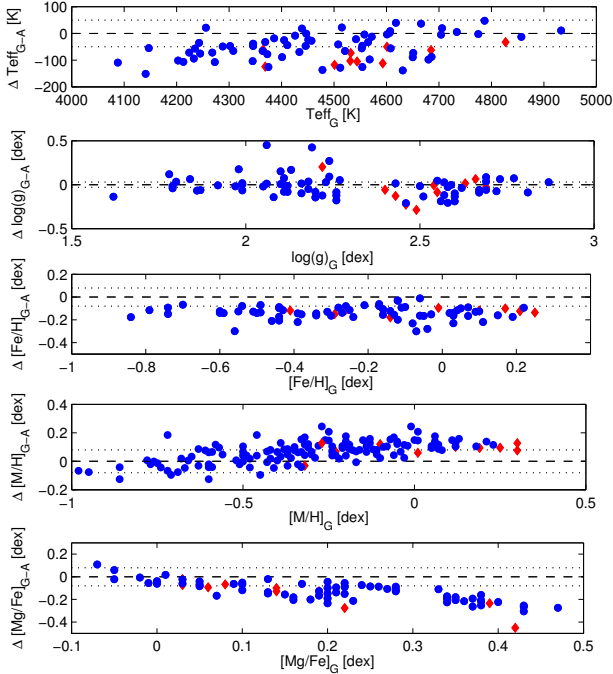 Δ Teff_{G−A} [K]
100
0
−100
−200
4000 4100 4200 4300 4400 4500 4600 4700 4800 4900 5000
Teff_G [K]
Δ log(g)_{G−A} [dex]
0.5
0
−0.5
1.5 2 2.5 3
log(g)_G [dex]
Δ [Fe/H]_{G−A} [dex]
0.2
0
−0.2
−0.4
−1 −0.8 −0.6 −0.4 −0.2 0 0.2
[Fe/H]_G [dex]
Δ [M/H]_{G−A} [dex]
0.4
0.2
0
−0.2
−1 −0.5 0 0.5
[M/H]_G [dex]
Δ [Mg/Fe]_{G−A} [dex]
0.2
0
−0.2
−0.4
−0.6
−0.1 0 0.1 0.2 0.3 0.4 0.5
[Mg/Fe]_G [dex]